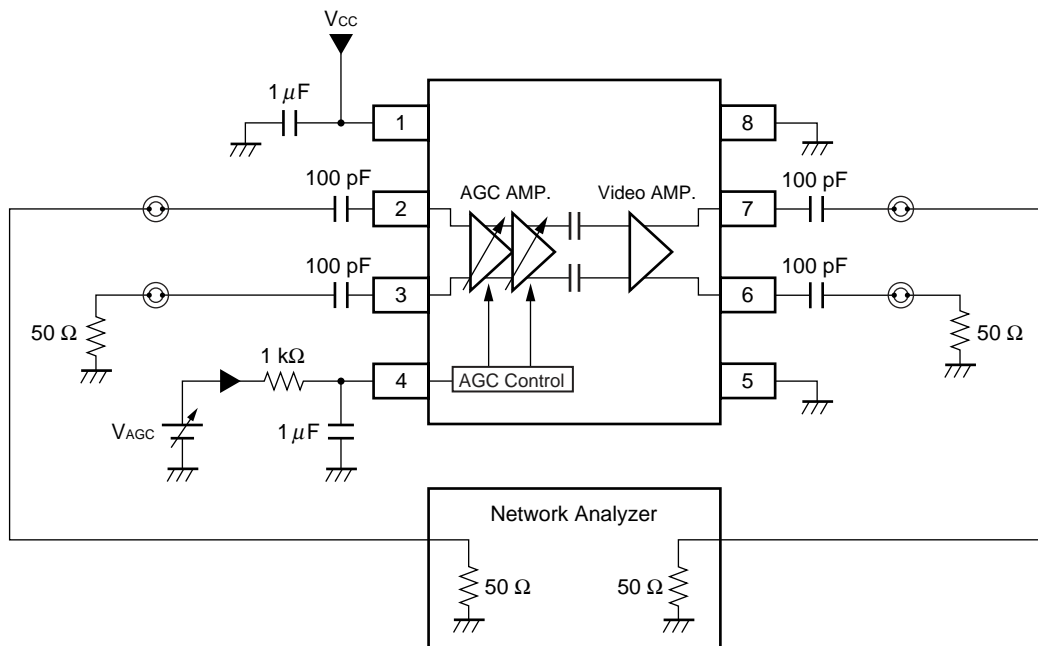 VCC
1 μF
1
8
100 pF
AGC AMP.
Video AMP.
100 pF
2
7
100 pF
100 pF
3
6
50 Ω
50 Ω
1 kΩ
4
AGC Control
5
VAGC
1 μF
Network Analyzer
50 Ω
50 Ω